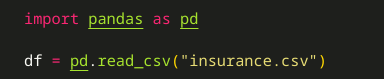 import pandas as pd
df = pd.read_csv("insurance.csv")